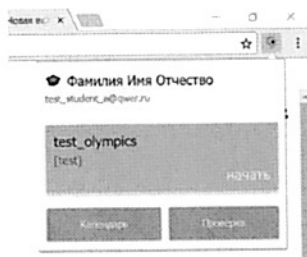 Новая вк
Фамилия Имя Отчество
test_student_a@qwer.ru
test_olympics
[test]
начать
Календарь
Проверка